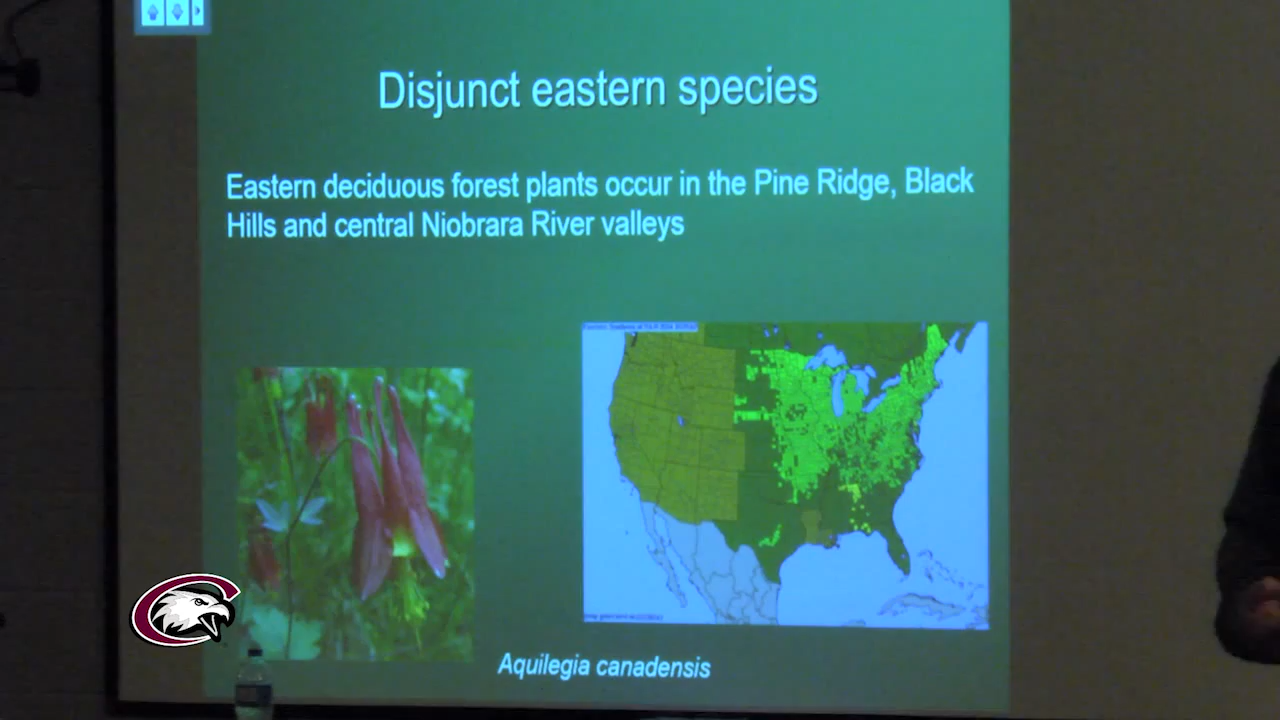 Disjunct eastern species
Eastern deciduous forest plants occur in the Pine Ridge, Black
Hills and central Niobrara River valleys
Aquilegia canadensis